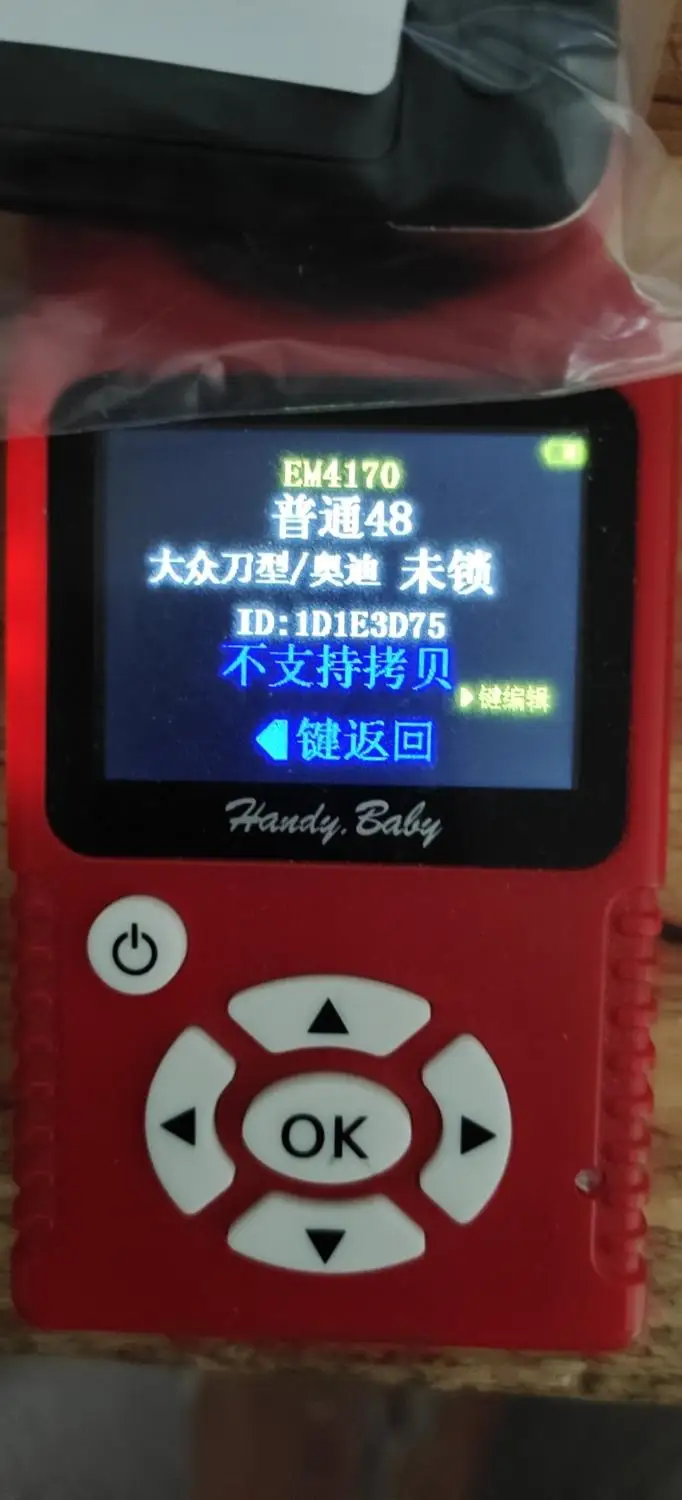 EM4170
普通48
大众刀型/奥迪 未锁
ID:1D1E3D75
不支持拷贝
▶键编辑
◀键返回
Handy.Baby
▲
◀ OK ▶
▼